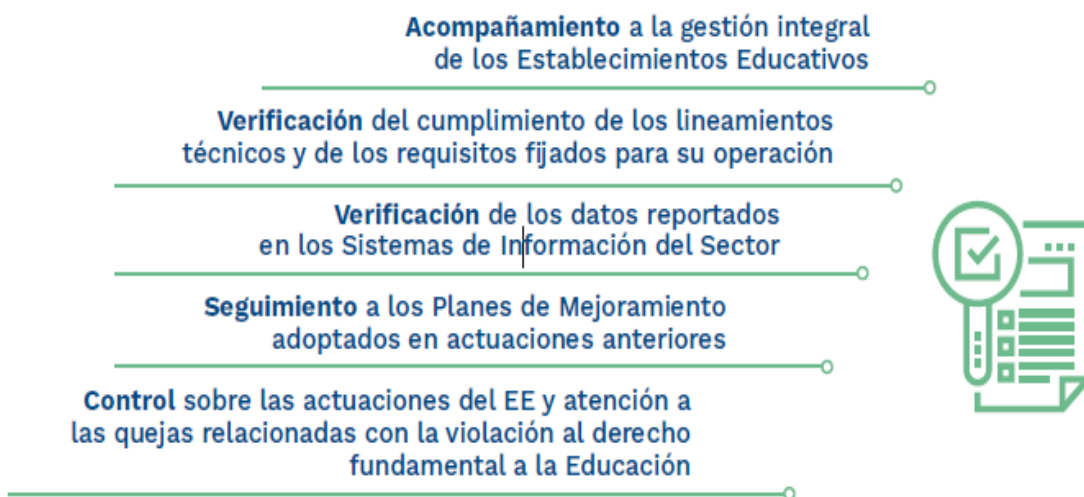 Acompañamiento a la gestión integral
de los Establecimientos Educativos
Verificación del cumplimiento de los lineamientos
técnicos y de los requisitos fijados para su operación
Verificación de los datos reportados
en los Sistemas de Información del Sector
Seguimiento a los Planes de Mejoramiento
adoptados en actuaciones anteriores
Control sobre las actuaciones del EE y atención a
las quejas relacionadas con la violación al derecho
fundamental a la Educación